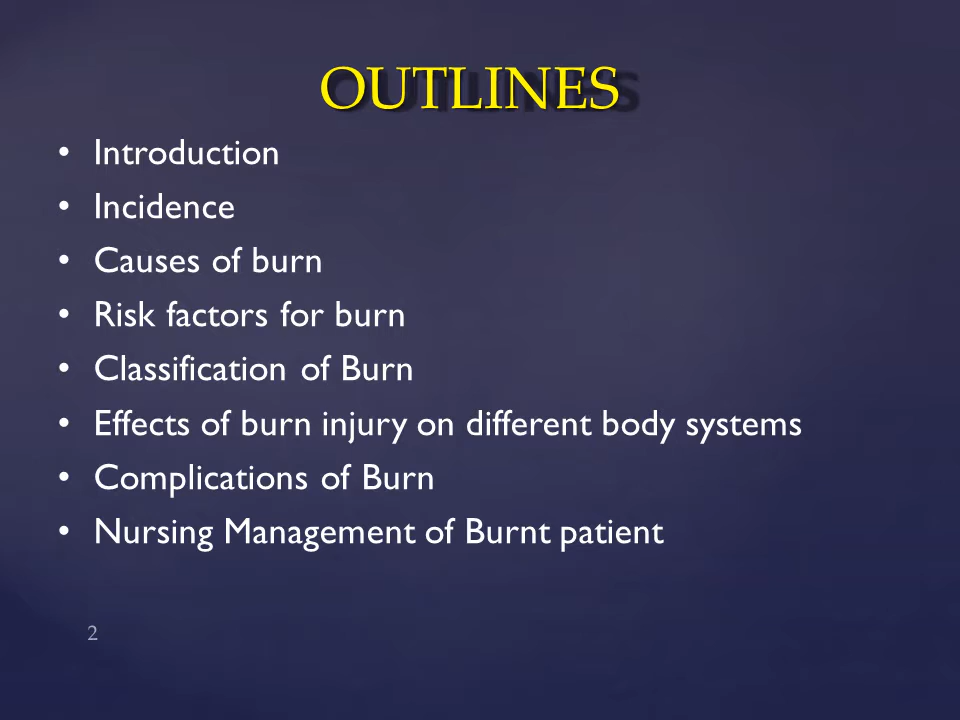 OUTLINES
• Introduction
• Incidence
• Causes of burn
• Risk factors for burn
• Classification of Burn
• Effects of burn injury on different body systems
• Complications of Burn
• Nursing Management of Burnt patient
2